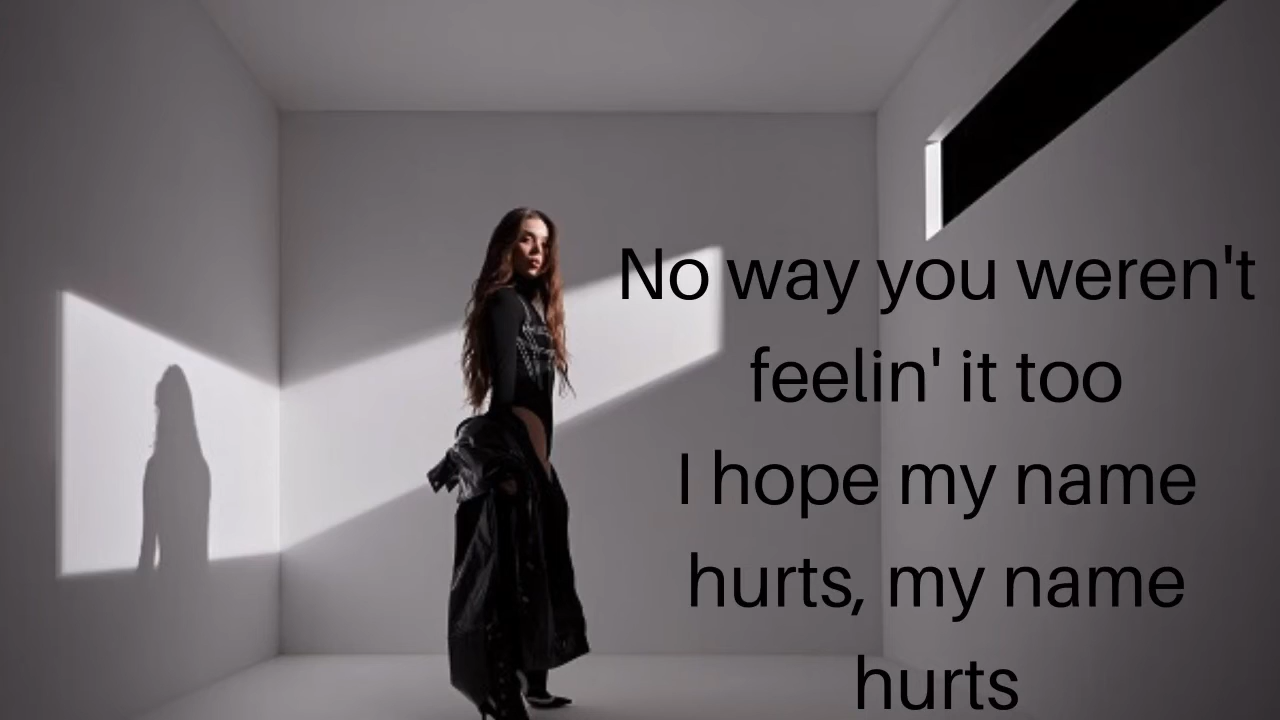 No way you weren't
feelin' it too
I hope my name
hurts, my name
hurts